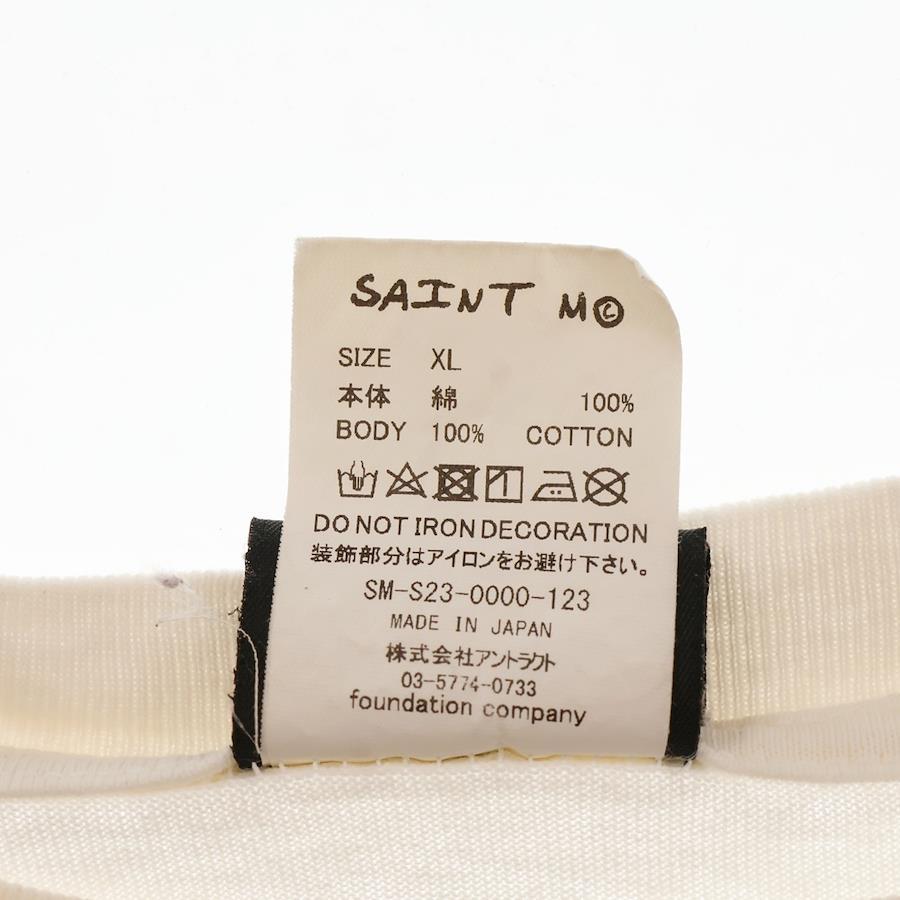 SAINT M©
SIZE XL
本体 綿 100%
BODY 100% COTTON
DO NOT IRON DECORATION
装飾部分はアイロンをお避け下さい。
SM-S23-0000-123
MADE IN JAPAN
株式会社アントラクト
03-5774-0733
foundation company